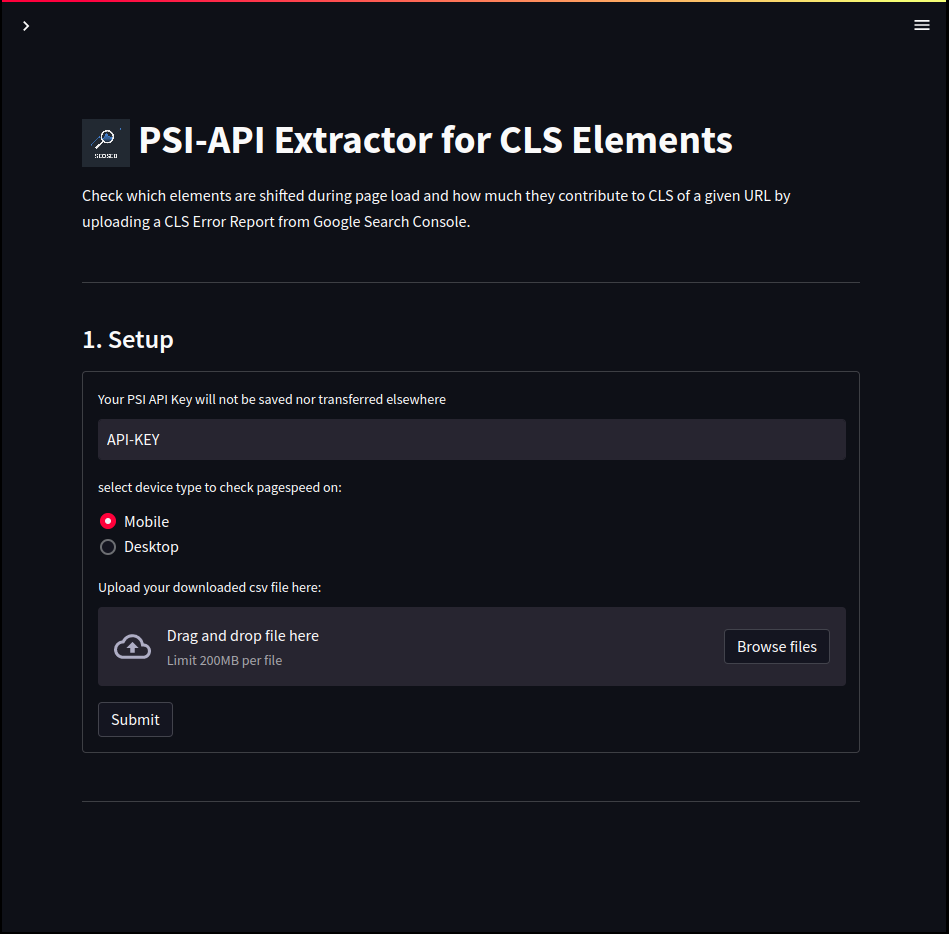 PSI-API Extractor for CLS Elements
Check which elements are shifted during page load and how much they contribute to CLS of a given URL by
uploading a CLS Error Report from Google Search Console.
1. Setup
Your PSI API Key will not be saved nor transferred elsewhere
API-KEY
select device type to check pagespeed on:
Mobile
Desktop
Upload your downloaded csv file here:
Drag and drop file here
Limit 200MB per file
Browse files
Submit